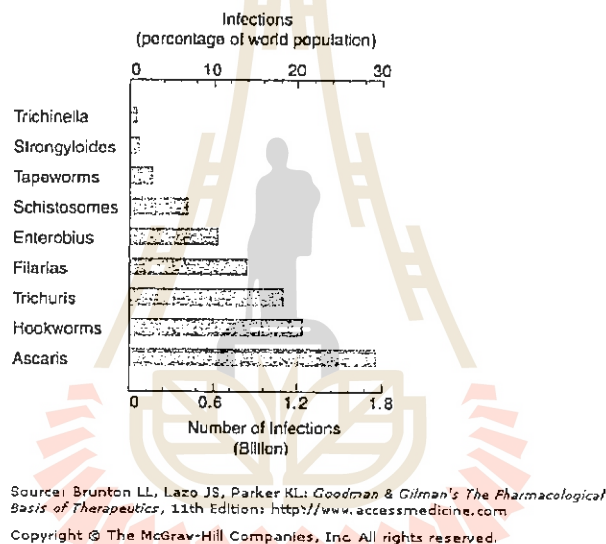 Infections
(percentage of world population)
0 10 20 30
Trichinella
Strongyloides
Tapeworms
Schistosomes
Enterobius
Filarias
Trichuris
Hookworms
Ascaris
0 0.6 1.2 1.8
Number of Infections
(Billion)
Source: Brunton LL, Lazo JS, Parker KL: Goodman & Gilman's The Pharmacological
Basis of Therapeutics, 11th Edition: http://www.accessmedicine.com
Copyright © The McGraw-Hill Companies, Inc. All rights reserved.